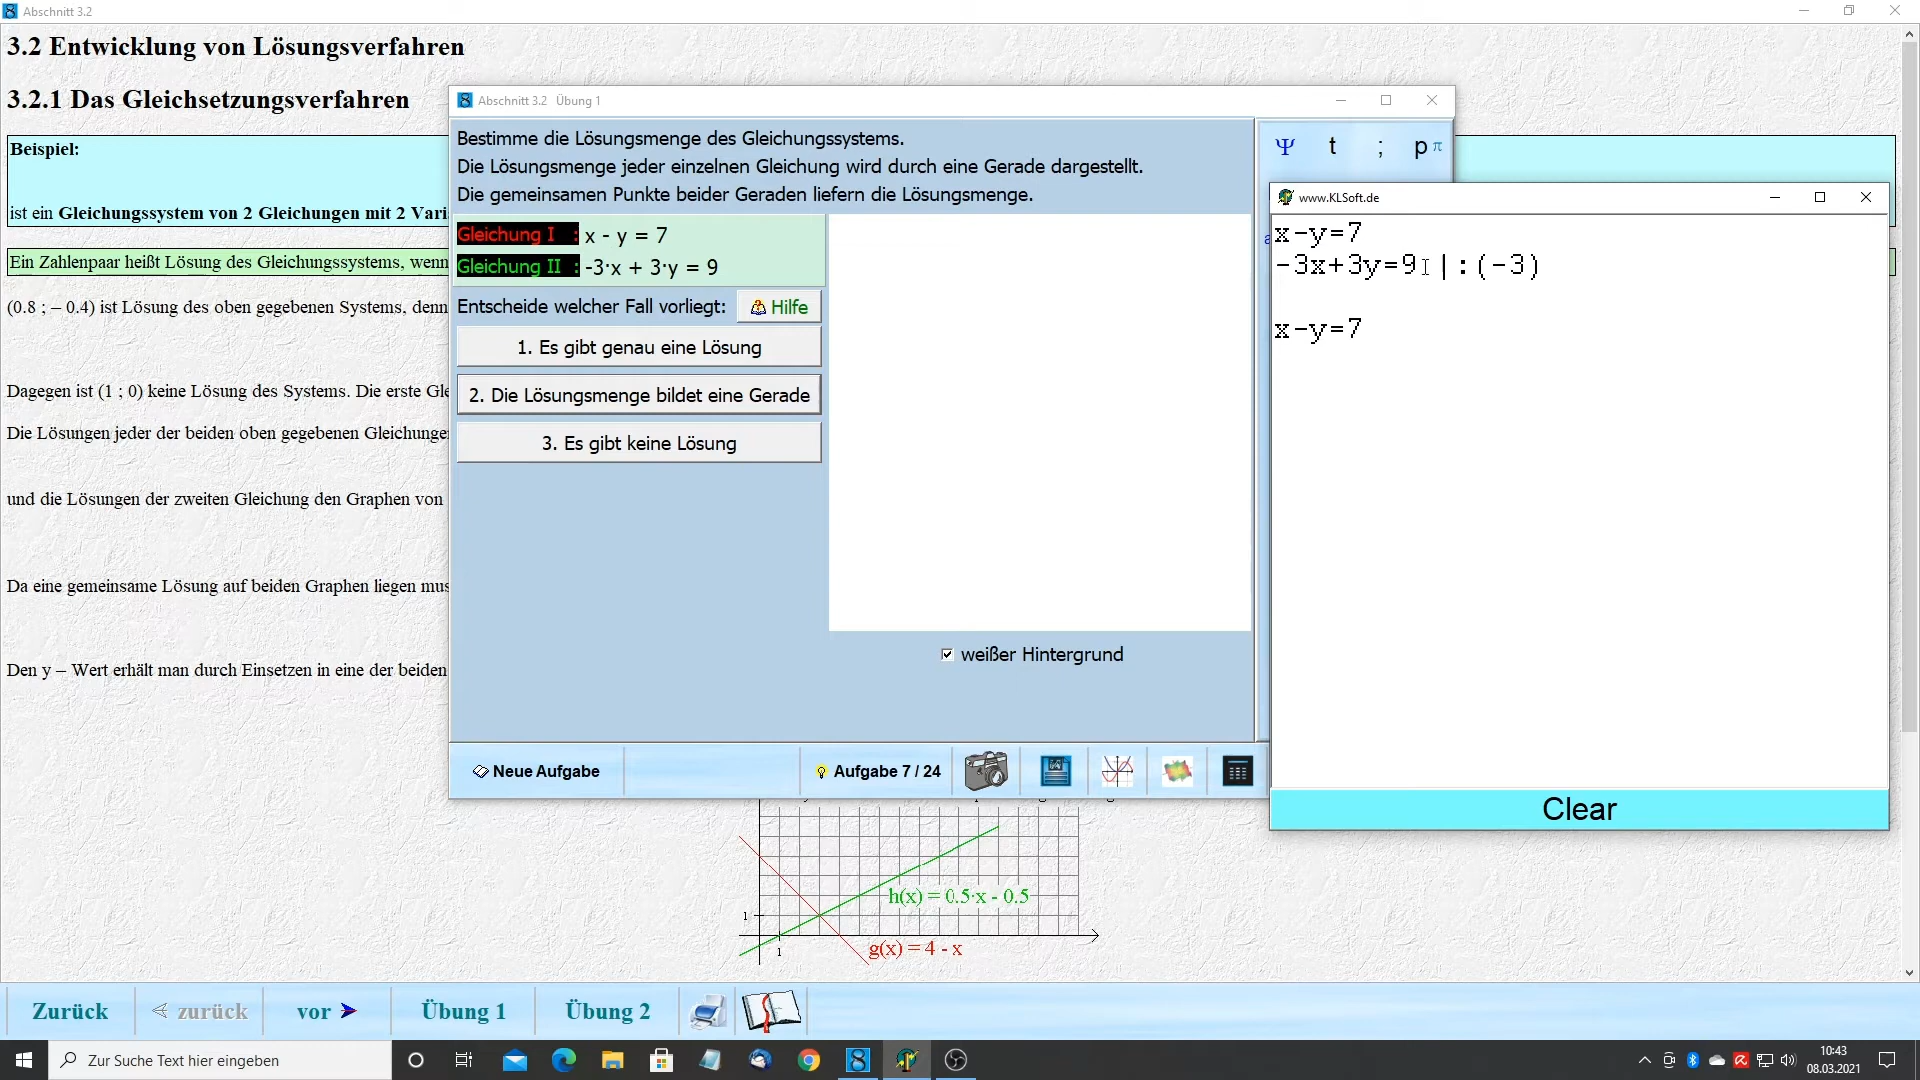 Abschnitt 3.2
3.2 Entwicklung von Lösungsverfahren
3.2.1 Das Gleichsetzungsverfahren
Beispiel:
ist ein Gleichungssystem von 2 Gleichungen mit 2 Vari
Ein Zahlenpaar heißt Lösung des Gleichungssystems, wenn
(0.8 ; – 0.4) ist Lösung des oben gegebenen Systems, denn
Dagegen ist (1 ; 0) keine Lösung des Systems. Die erste Gle
Die Lösungen jeder der beiden oben gegebenen Gleichunge
und die Lösungen der zweiten Gleichung den Graphen von
Da eine gemeinsame Lösung auf beiden Graphen liegen mus
Den y – Wert erhält man durch Einsetzen in eine der beiden
Abschnitt 3.2 Übung 1
Bestimme die Lösungsmenge des Gleichungssystems.
Die Lösungsmenge jeder einzelnen Gleichung wird durch eine Gerade dargestellt.
Die gemeinsamen Punkte beider Geraden liefern die Lösungsmenge.
Gleichung I : x - y = 7
Gleichung II : -3·x + 3·y = 9
Entscheide welcher Fall vorliegt: Hilfe
1. Es gibt genau eine Lösung
2. Die Lösungsmenge bildet eine Gerade
3. Es gibt keine Lösung
weißer Hintergrund
Neue Aufgabe
Aufgabe 7 / 24
Ψ t ; p π
www.KLSoft.de
x-y=7
-3x+3y=9 |:(-3)
x-y=7
Clear
h(x) = 0.5·x - 0.5
1
1
g(x) = 4 - x
Zurück zurück vor Übung 1 Übung 2
Zur Suche Text hier eingeben
10:43
08.03.2021